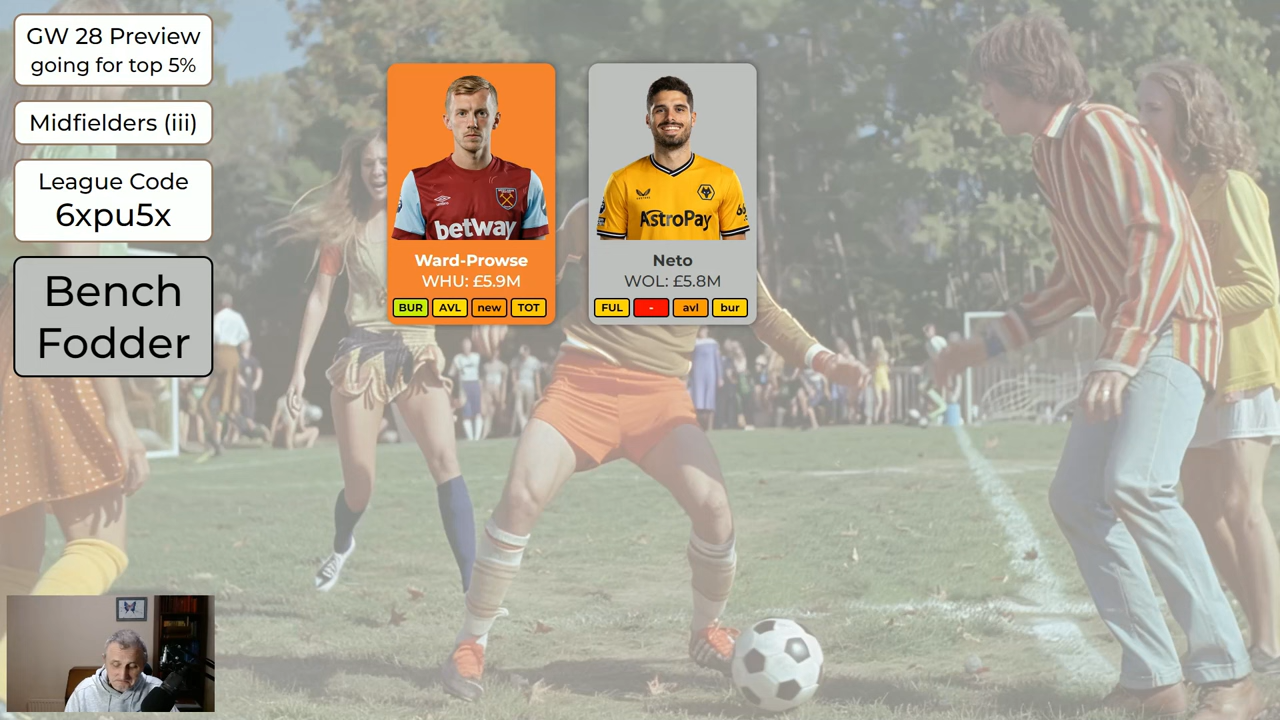 GW 28 Preview
going for top 5%
Midfielders (iii)
League Code
6xpu5x
Bench
Fodder
betway
Ward-Prowse
WHU: £5.9M
BUR AVL new TOT
AstroPay
Neto
WOL: £5.8M
FUL - avl bur